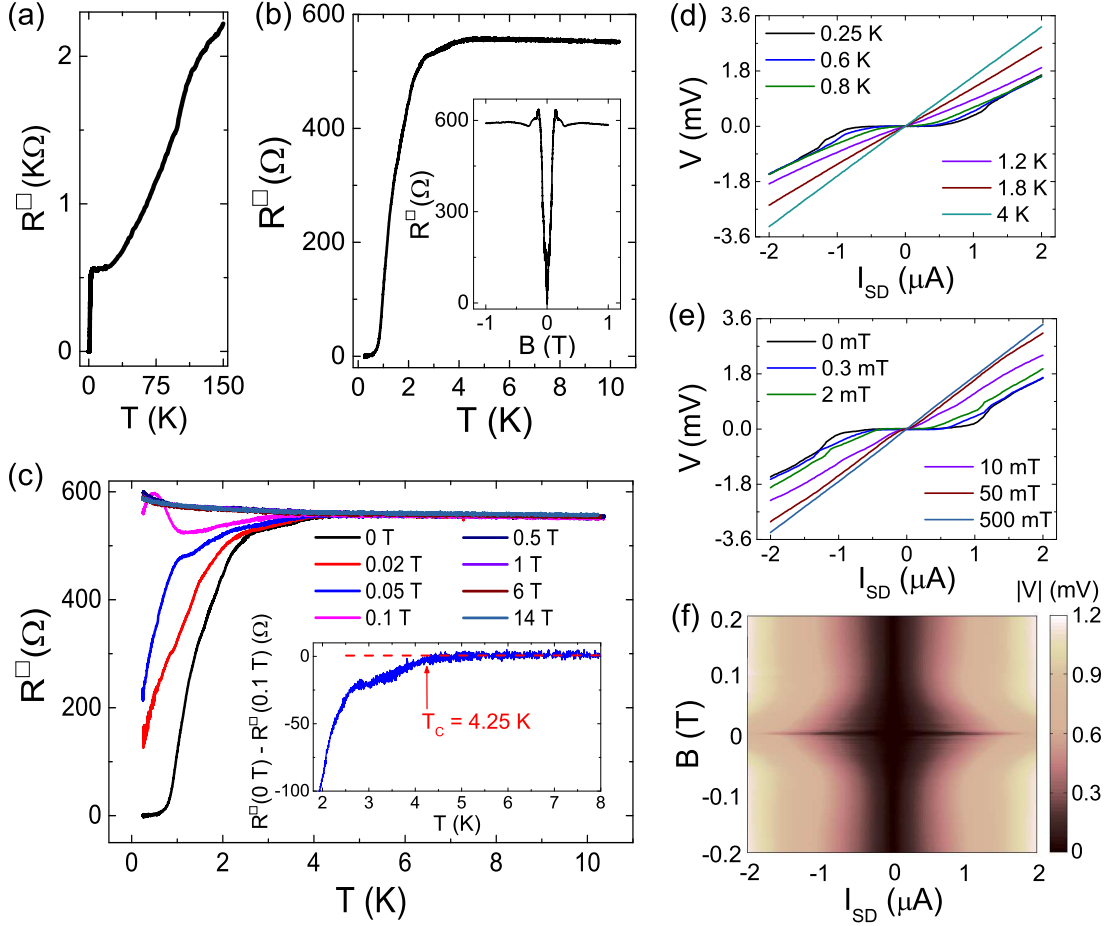 (a)
R□ (KΩ)
2
1
0
0 75 150
T (K)
(b)
R□ (Ω)
600
400
200
0
0 2 4 6 8 10
T (K)
R□ (Ω)
600
300
0
-1 0 1
B (T)
(c)
R□ (Ω)
600
400
200
0
0 2 4 6 8 10
T (K)
0 T
0.02 T
0.05 T
0.1 T
0.5 T
1 T
6 T
14 T
R□(0 T) - R□ (0.1 T) (Ω)
0
-50
-100
2 3 4 5 6 7 8
T (K)
T_C = 4.25 K
(d)
V (mV)
3.6
1.8
0.0
-1.8
-3.6
-2 -1 0 1 2
I_SD (μA)
0.25 K
0.6 K
0.8 K
1.2 K
1.8 K
4 K
(e)
V (mV)
3.6
1.8
0.0
-1.8
-3.6
-2 -1 0 1 2
I_SD (μA)
0 mT
0.3 mT
2 mT
10 mT
50 mT
500 mT
(f)
|V| (mV)
B (T)
0.2
0.1
0
-0.1
-0.2
-2 -1 0 1 2
I_SD (μA)
1.2
0.9
0.6
0.3
0